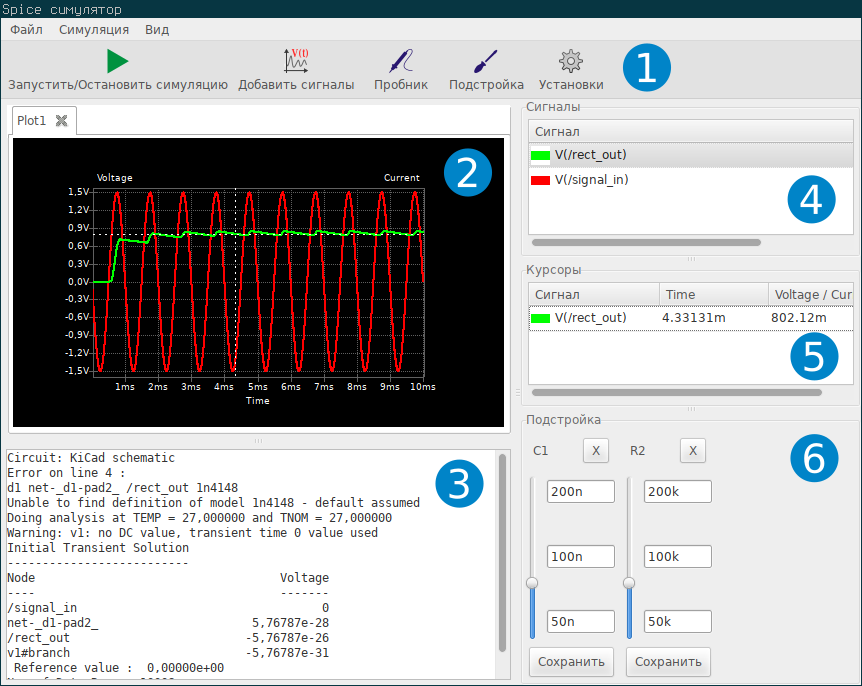 Spice симулятор
Файл Симуляция Вид
Запустить/Остановить симуляцию Добавить сигналы Пробник Подстройка Установки 1
V(t)
Plot1
Voltage Current 2
1,5V
1,2V
0,9V
0,6V
0,3V
0,0V
-0,3V
-0,6V
-0,9V
-1,2V
-1,5V
1ms 2ms 3ms 4ms 5ms 6ms 7ms 8ms 9ms 10ms
Time
Circuit: KiCad schematic
Error on line 4 :
d1 net-_d1-pad2_ /rect_out 1n4148
Unable to find definition of model 1n4148 - default assumed
Doing analysis at TEMP = 27,000000 and TNOM = 27,000000
Warning: v1: no DC value, transient time 0 value used
Initial Transient Solution
--------------------------
Node Voltage
---- -------
/signal_in 0
net-_d1-pad2_ 5,76787e-28
/rect_out -5,76787e-26
v1#branch -5,76787e-31
Reference value : 0,00000e+00
3
Сигналы
Сигнал
V(/rect_out)
V(/signal_in)
4
Курсоры
Сигнал Time Voltage / Cur
V(/rect_out) 4.33131m 802.12m
5
Подстройка
C1 X R2 X
6
200n 200k
100n 100k
50n 50k
Сохранить Сохранить